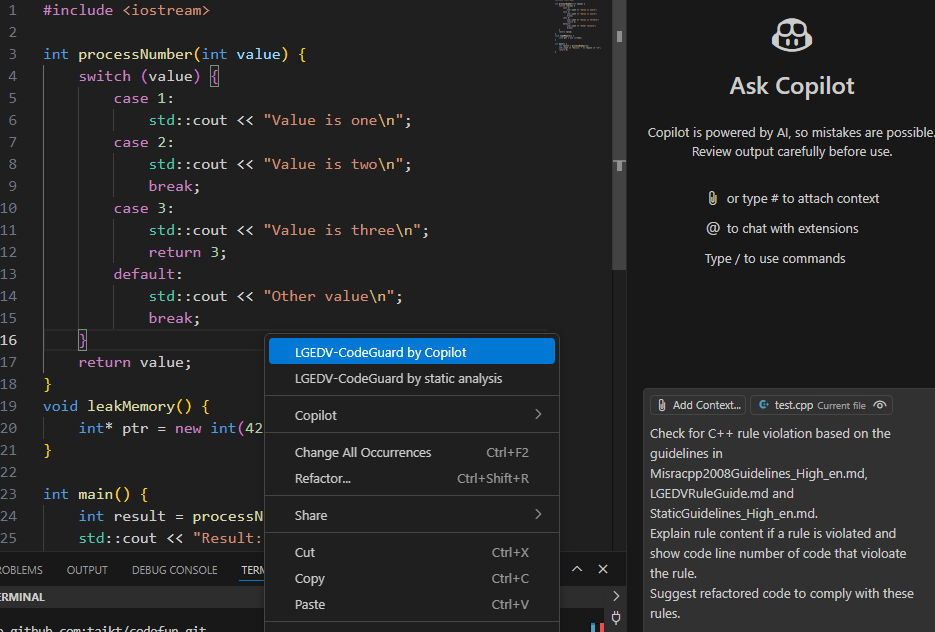 1 #include <iostream>
2
3 int processNumber(int value) {
4 switch (value) {
5 case 1:
6 std::cout << "Value is one\n";
7 case 2:
8 std::cout << "Value is two\n";
9 break;
10 case 3:
11 std::cout << "Value is three\n";
12 return 3;
13 default:
14 std::cout << "Other value\n";
15 break;
16 }
17 return value;
18 }
19 void leakMemory() {
20 int* ptr = new int(42
21 }
22
23 int main() {
24 int result = processN
25 std::cout << "Result:
LGEDV-CodeGuard by Copilot
LGEDV-CodeGuard by static analysis
Copilot
Change All Occurrences Ctrl+F2
Refactor... Ctrl+Shift+R
Share
Cut Ctrl+X
Copy Ctrl+C
Paste Ctrl+V
OBLEMS OUTPUT DEBUG CONSOLE TERM
ERMINAL
github.com:taikt/codefun.git
Ask Copilot
Copilot is powered by AI, so mistakes are possible.
Review output carefully before use.
or type # to attach context
@ to chat with extensions
Type / to use commands
Add Context... test.cpp Current file
Check for C++ rule violation based on the
guidelines in
Misracpp2008Guidelines_High_en.md,
LGEDVRuleGuide.md and
StaticGuidelines_High_en.md.
Explain rule content if a rule is violated and
show code line number of code that violoate
the rule.
Suggest refactored code to comply with these
rules.